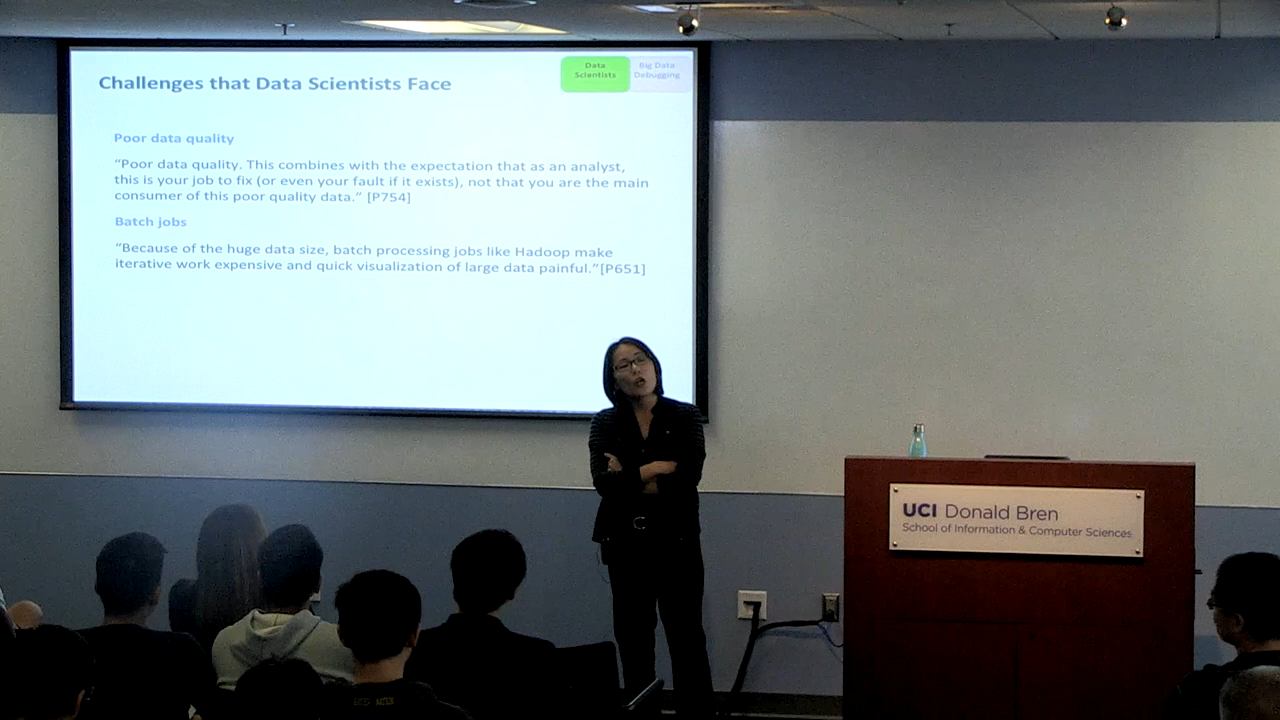 Challenges that Data Scientists Face
Data
Scientists
Big Data
Debugging
Poor data quality
“Poor data quality. This combines with the expectation that as an analyst,
this is your job to fix (or even your fault if it exists), not that you are the main
consumer of this poor quality data.” [P754]
Batch jobs
“Because of the huge data size, batch processing jobs like Hadoop make
iterative work expensive and quick visualization of large data painful.”[P651]
UCI Donald Bren
School of Information & Computer Sciences